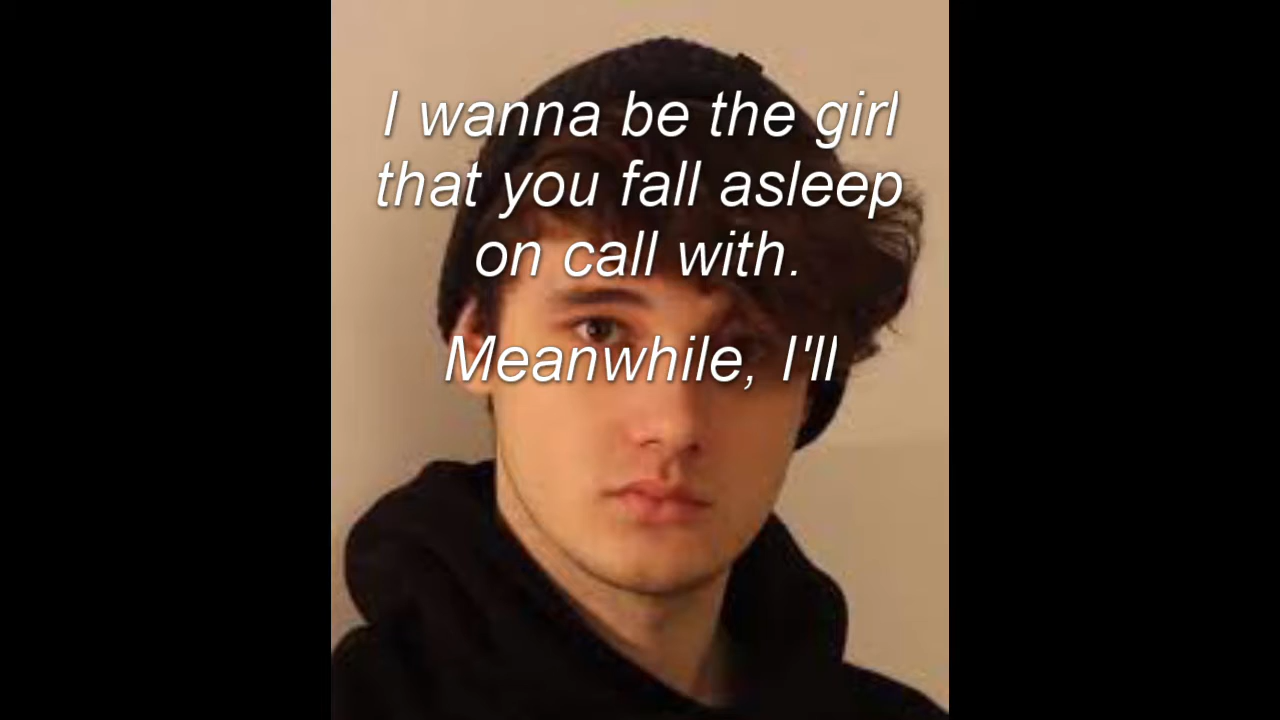 I wanna be the girl
that you fall asleep
on call with.
Meanwhile, I'll